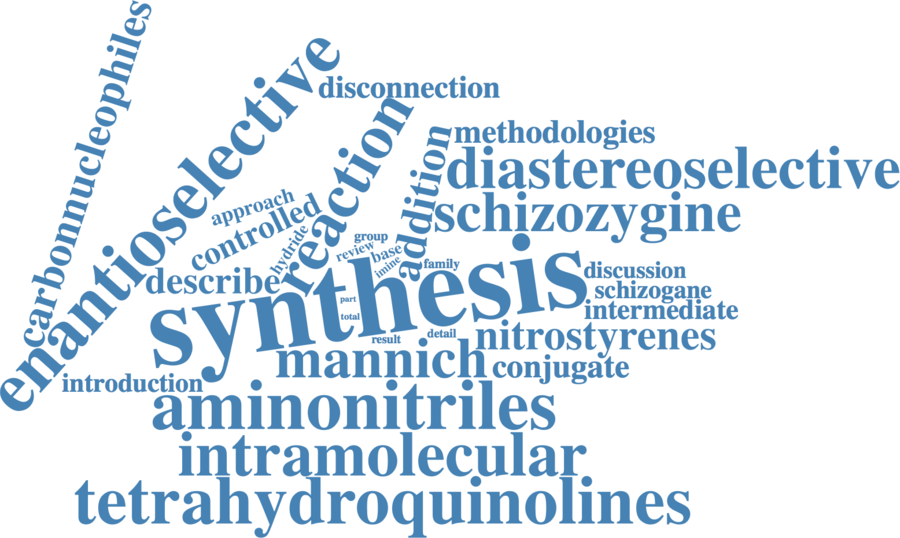 carbonnucleophiles
enantioselective
disconnection
reaction
addition
methodologies
diastereoselective
approach
controlled
schizozygine
hydride
group
review
base
imine
family
describe
synthesis
discussion
schizogane
intermediate
part
total
result
detail
nitrostyrenes
mannich
conjugate
introduction
aminonitriles
intramolecular
tetrahydroquinolines